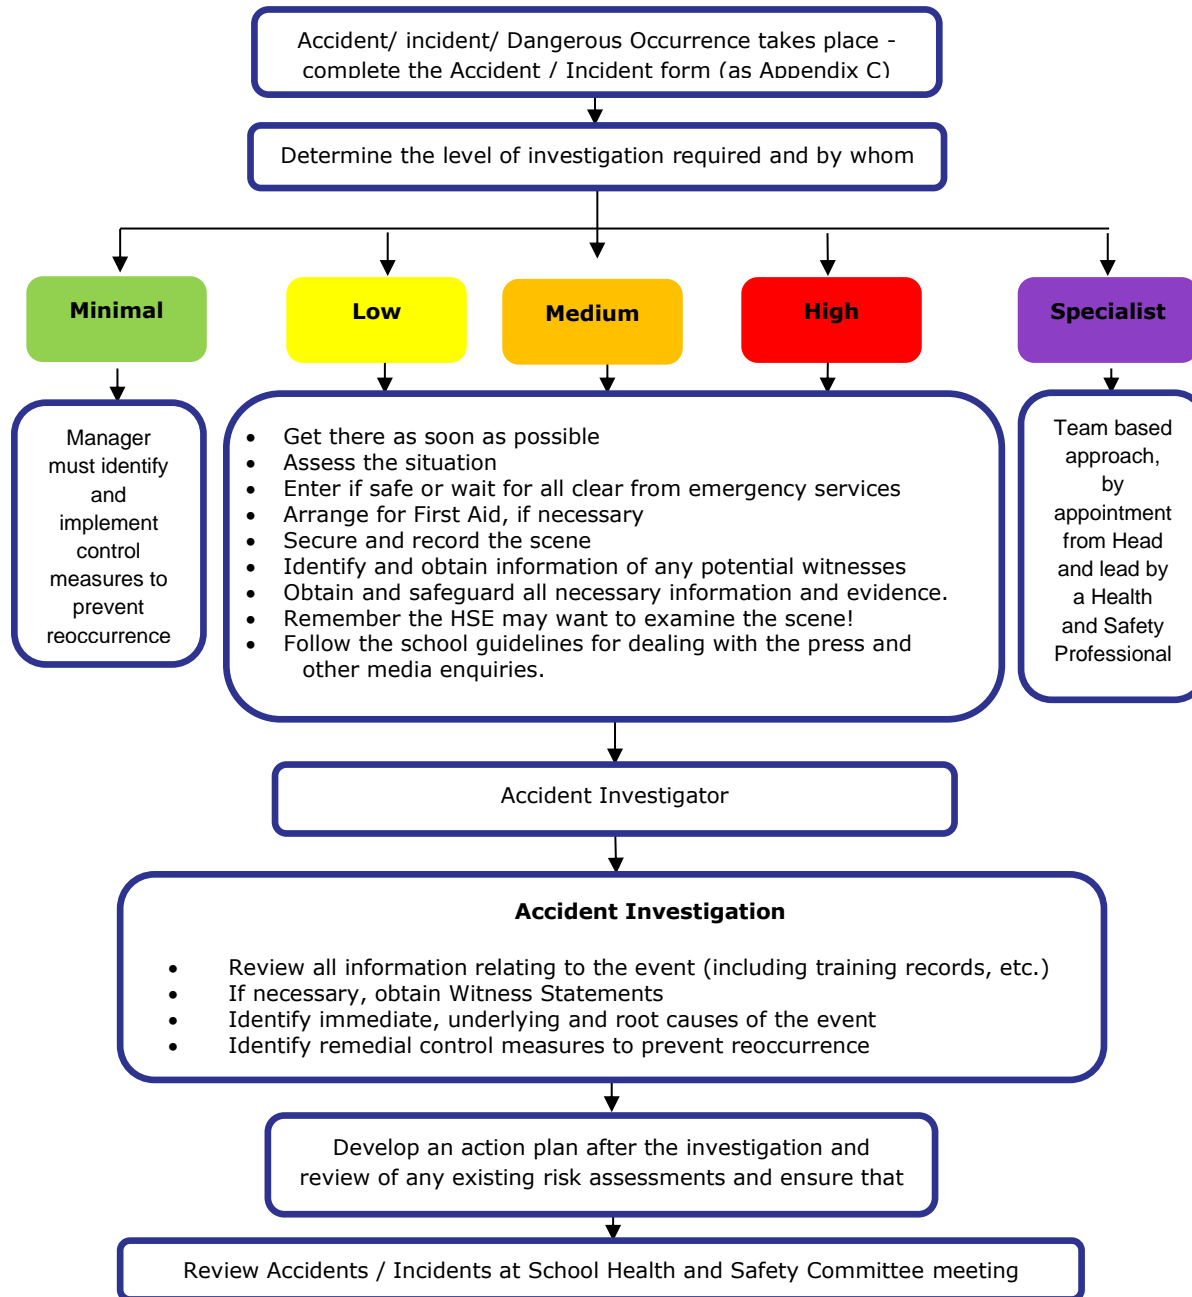 Accident/ incident/ Dangerous Occurrence takes place -
complete the Accident / Incident form (as Appendix C)
Determine the level of investigation required and by whom
Minimal
Low
Medium
High
Specialist
Manager
must identify
and
implement
control
measures to
prevent
reoccurrence
• Get there as soon as possible
• Assess the situation
• Enter if safe or wait for all clear from emergency services
• Arrange for First Aid, if necessary
• Secure and record the scene
• Identify and obtain information of any potential witnesses
• Obtain and safeguard all necessary information and evidence.
• Remember the HSE may want to examine the scene!
• Follow the school guidelines for dealing with the press and
other media enquiries.
Team based
approach,
by
appointment
from Head
and lead by
a Health
and Safety
Professional
Accident Investigator
Accident Investigation
• Review all information relating to the event (including training records, etc.)
• If necessary, obtain Witness Statements
• Identify immediate, underlying and root causes of the event
• Identify remedial control measures to prevent reoccurrence
Develop an action plan after the investigation and
review of any existing risk assessments and ensure that
Review Accidents / Incidents at School Health and Safety Committee meeting